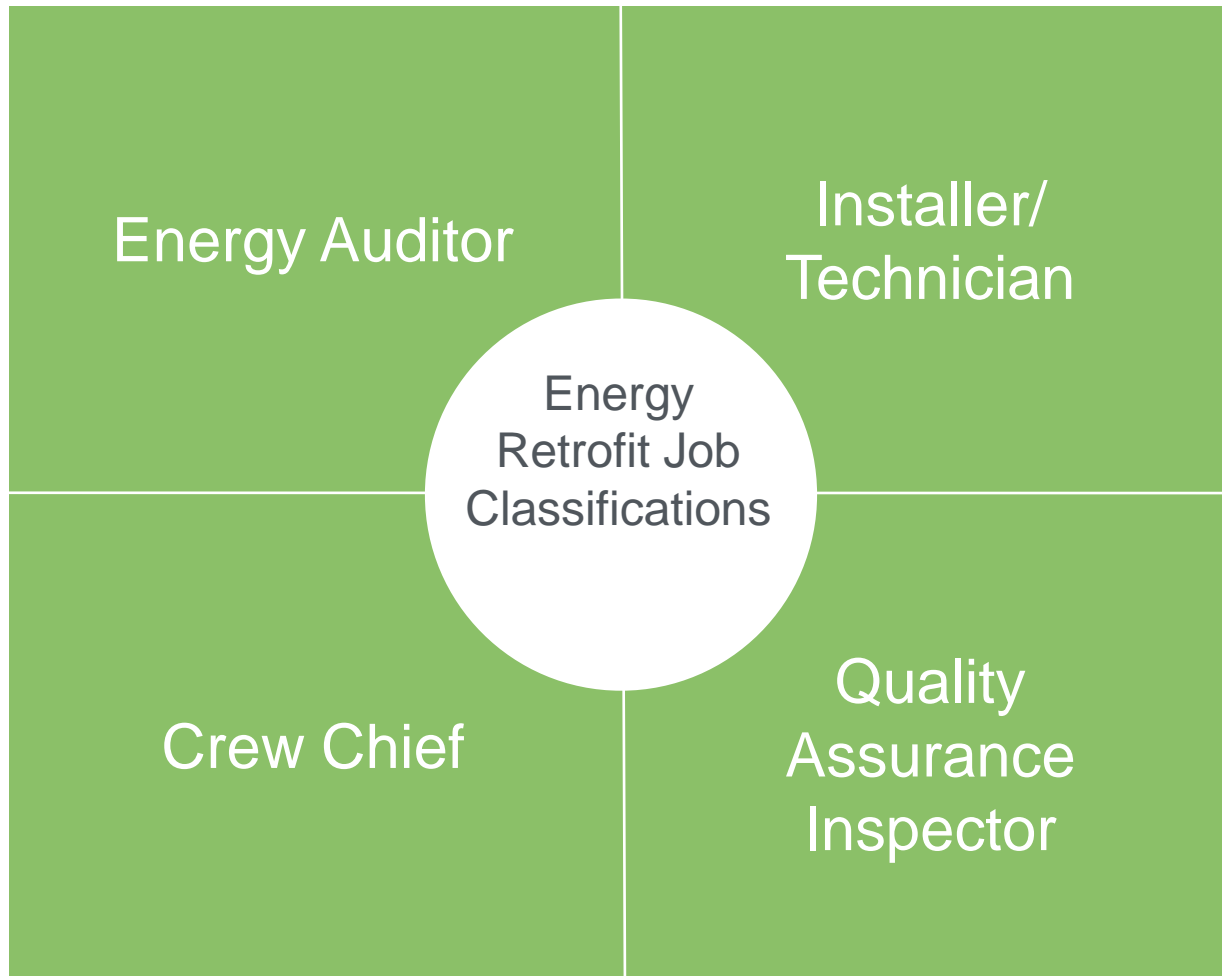 Energy Auditor
Installer/
Technician
Energy
Retrofit Job
Classifications
Crew Chief
Quality
Assurance
Inspector